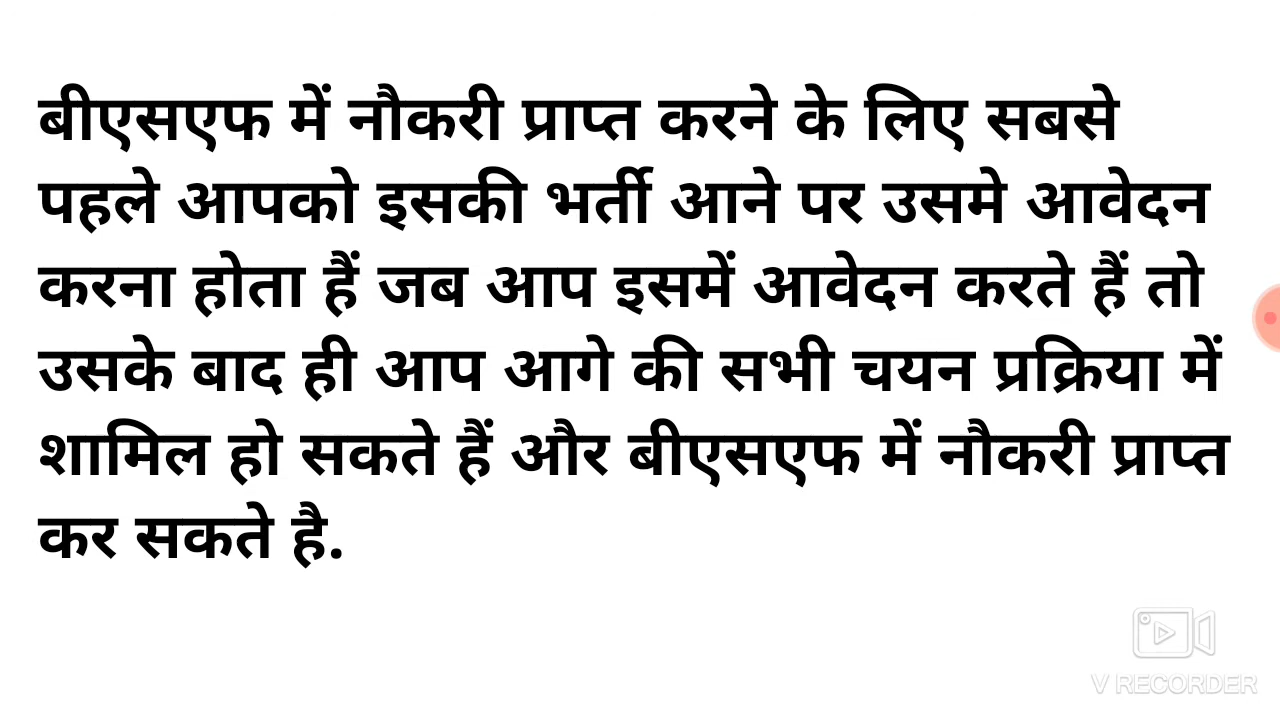 बीएसएफ में नौकरी प्राप्त करने के लिए सबसे
पहले आपको इसकी भर्ती आने पर उसमे आवेदन
करना होता हैं जब आप इसमें आवेदन करते हैं तो
उसके बाद ही आप आगे की सभी चयन प्रक्रिया में
शामिल हो सकते हैं और बीएसएफ में नौकरी प्राप्त
कर सकते है.
V RECORDER